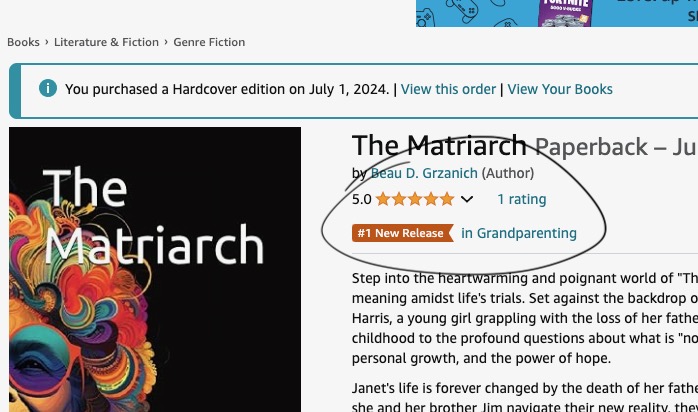 FORTNITE
Books › Literature & Fiction › Genre Fiction
You purchased a Hardcover edition on July 1, 2024. | View this order | View Your Books
The Matriarch Paperback – Ju
by Beau D. Grzanich (Author)
5.0 1 rating
#1 New Release in Grandparenting
The
Matriarch
Step into the heartwarming and poignant world of "Th
meaning amidst life's trials. Set against the backdrop o
Harris, a young girl grappling with the loss of her fathe
childhood to the profound questions about what is "no
personal growth, and the power of hope.
Janet's life is forever changed by the death of her fathe
she and her brother Jim navigate their new reality, they